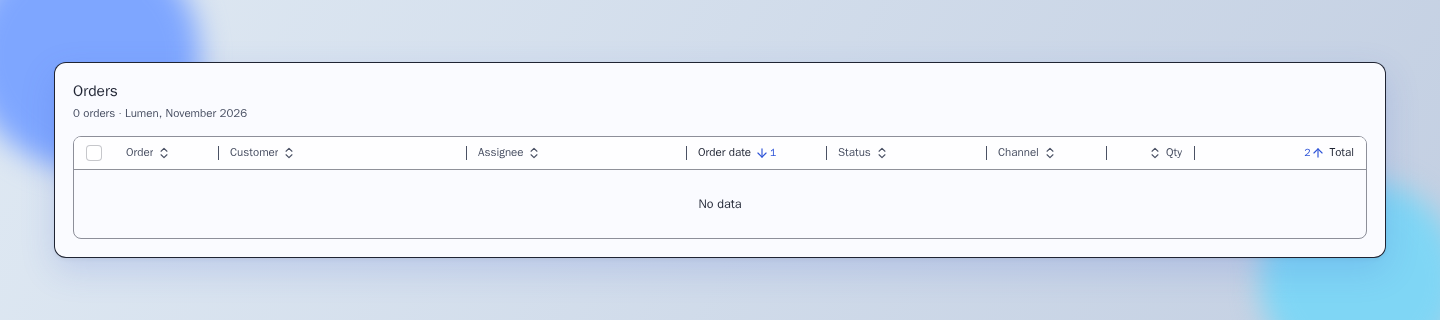 Orders
0 orders · Lumen, November 2026
Order Customer Assignee Order date 1 Status Channel Qty 2 Total
No data